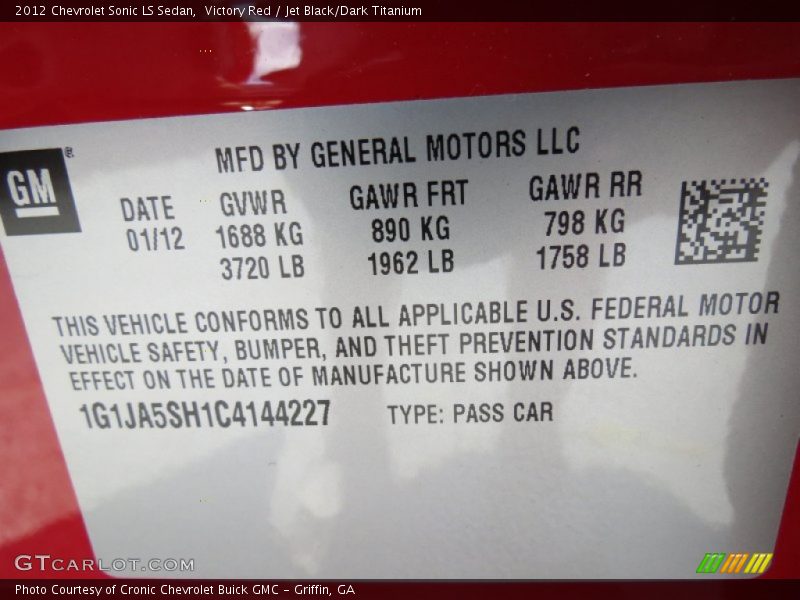 2012 Chevrolet Sonic LS Sedan, Victory Red / Jet Black/Dark Titanium
GM®
MFD BY GENERAL MOTORS LLC
DATE GVWR GAWR FRT GAWR RR
01/12 1688 KG 890 KG 798 KG
3720 LB 1962 LB 1758 LB
THIS VEHICLE CONFORMS TO ALL APPLICABLE U.S. FEDERAL MOTOR
VEHICLE SAFETY, BUMPER, AND THEFT PREVENTION STANDARDS IN
EFFECT ON THE DATE OF MANUFACTURE SHOWN ABOVE.
1G1JA5SH1C4144227 TYPE: PASS CAR
GTCARLOT.COM
Photo Courtesy of Cronic Chevrolet Buick GMC - Griffin, GA